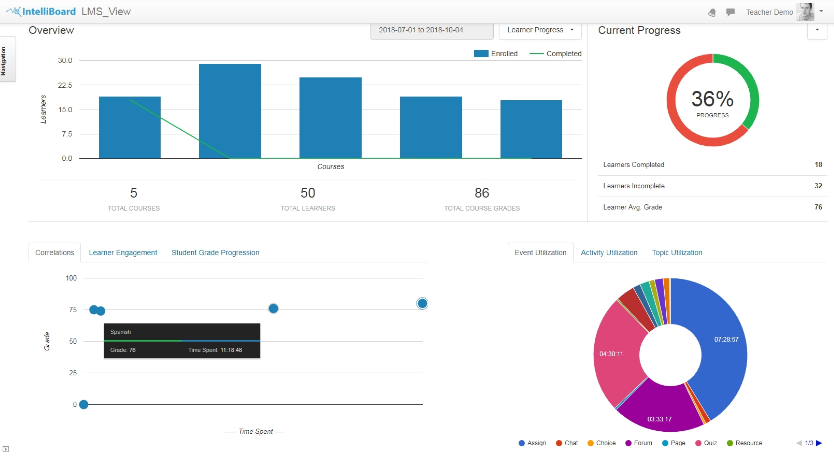 IntelliBoard LMS_View
Teacher Demo
Navigation
Overview
2018-07-01 to 2018-10-04
Learner Progress
Current Progress
Enrolled
Completed
30.0
22.5
15.0
7.5
0.0
Learners
Courses
36%
PROGRESS
Learners Completed 18
Learners Incomplete 32
Learner Avg. Grade 76
5
TOTAL COURSES
50
TOTAL LEARNERS
86
TOTAL COURSE GRADES
Correlations Learner Engagement Student Grade Progression
Event Utilization Activity Utilization Topic Utilization
100
75
50
25
0
Grade
Spanish
Grade: 76 Time Spent: 11:18:46
Time Spent
07:28:57
04:30:11
03:33:17
Assign Chat Choice Forum Page Quiz Resource
1/3